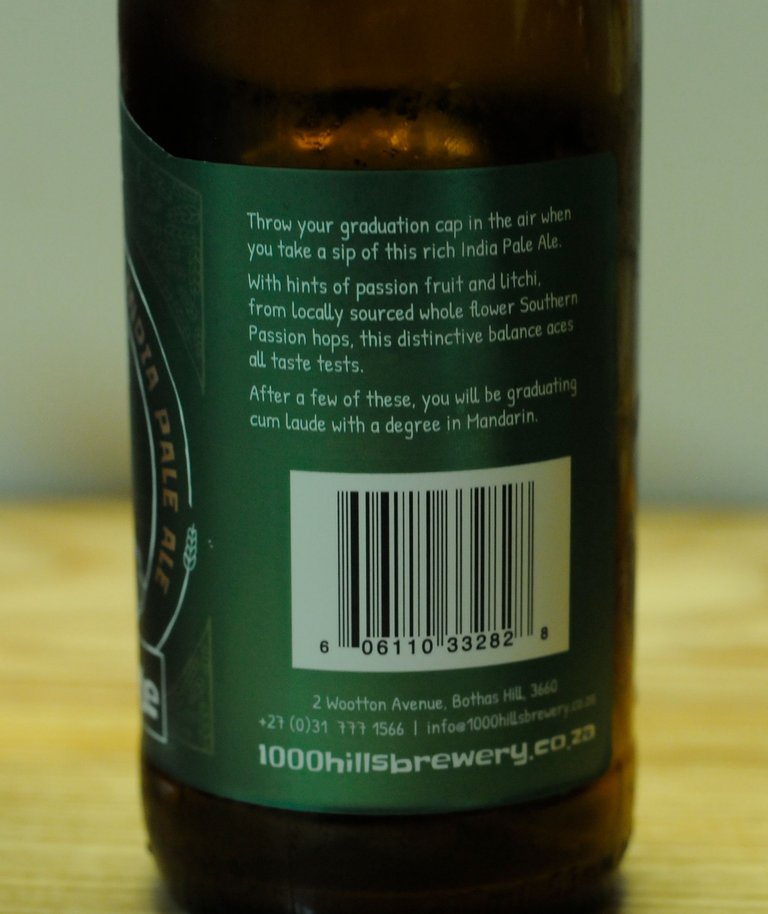 Throw your graduation cap in the air when
you take a sip of this rich India Pale Ale.
With hints of passion fruit and litchi,
from locally sourced whole flower Southern
Passion hops, this distinctive balance aces
all taste tests.
After a few of these, you will be graduating
cum laude with a degree in Mandarin.
PALE ALE
6 06110 33282 8
2 Wootton Avenue, Bothas Hill, 3660
+27 (0)31 777 1566 | info@1000hillsbrewery.co.za
1000hillsbrewery.co.za